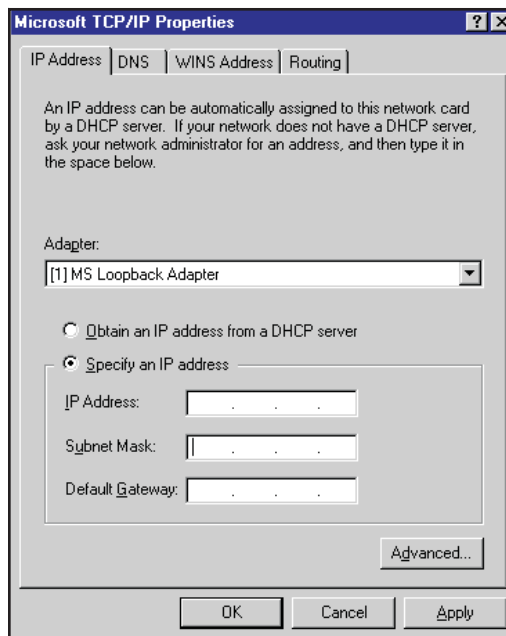 Microsoft TCP/IP Properties
IP Address DNS WINS Address Routing
An IP address can be automatically assigned to this network card
by a DHCP server. If your network does not have a DHCP server,
ask your network administrator for an address, and then type it in
the space below.
Adapter:
[1] MS Loopback Adapter
Obtain an IP address from a DHCP server
Specify an IP address
IP Address: . . .
Subnet Mask: . . .
Default Gateway: . . .
Advanced...
OK Cancel Apply